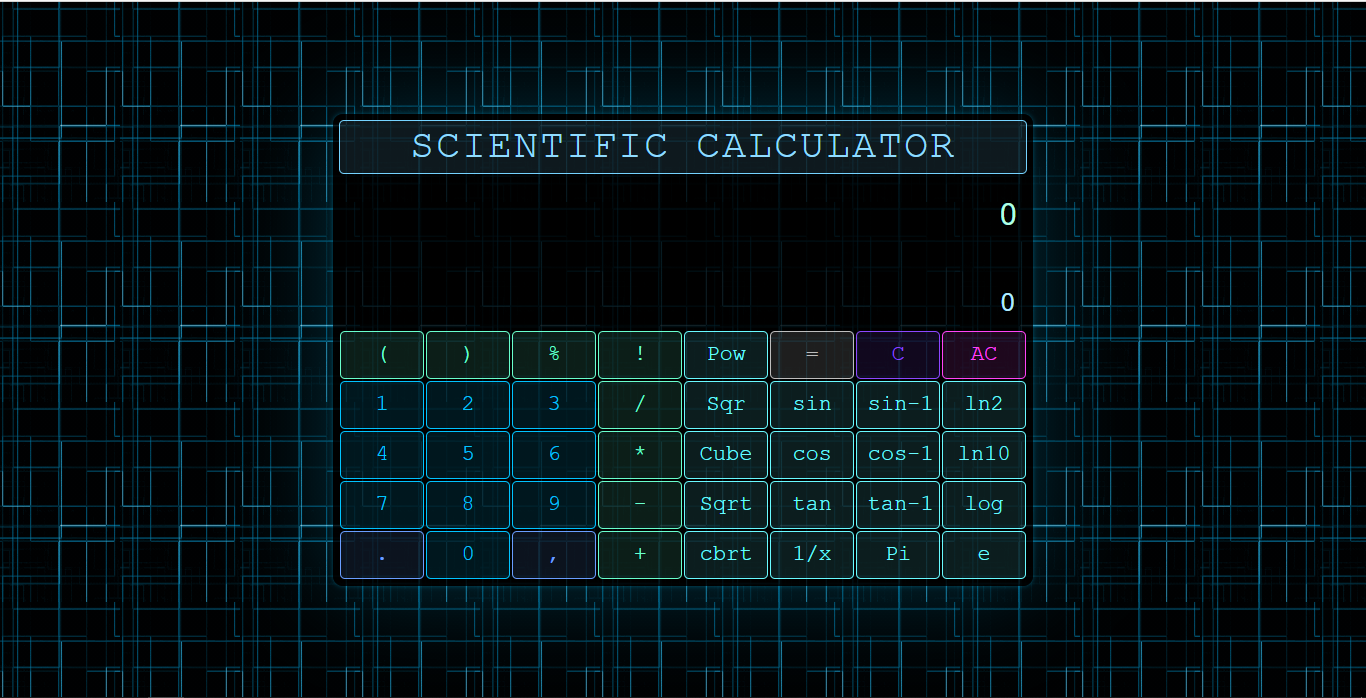 SCIENTIFIC CALCULATOR
0
0
( ) % ! Pow = C AC
1 2 3 / Sqr sin sin-1 ln2
4 5 6 * Cube cos cos-1 ln10
7 8 9 - Sqrt tan tan-1 log
. 0 , + cbrt 1/x Pi e